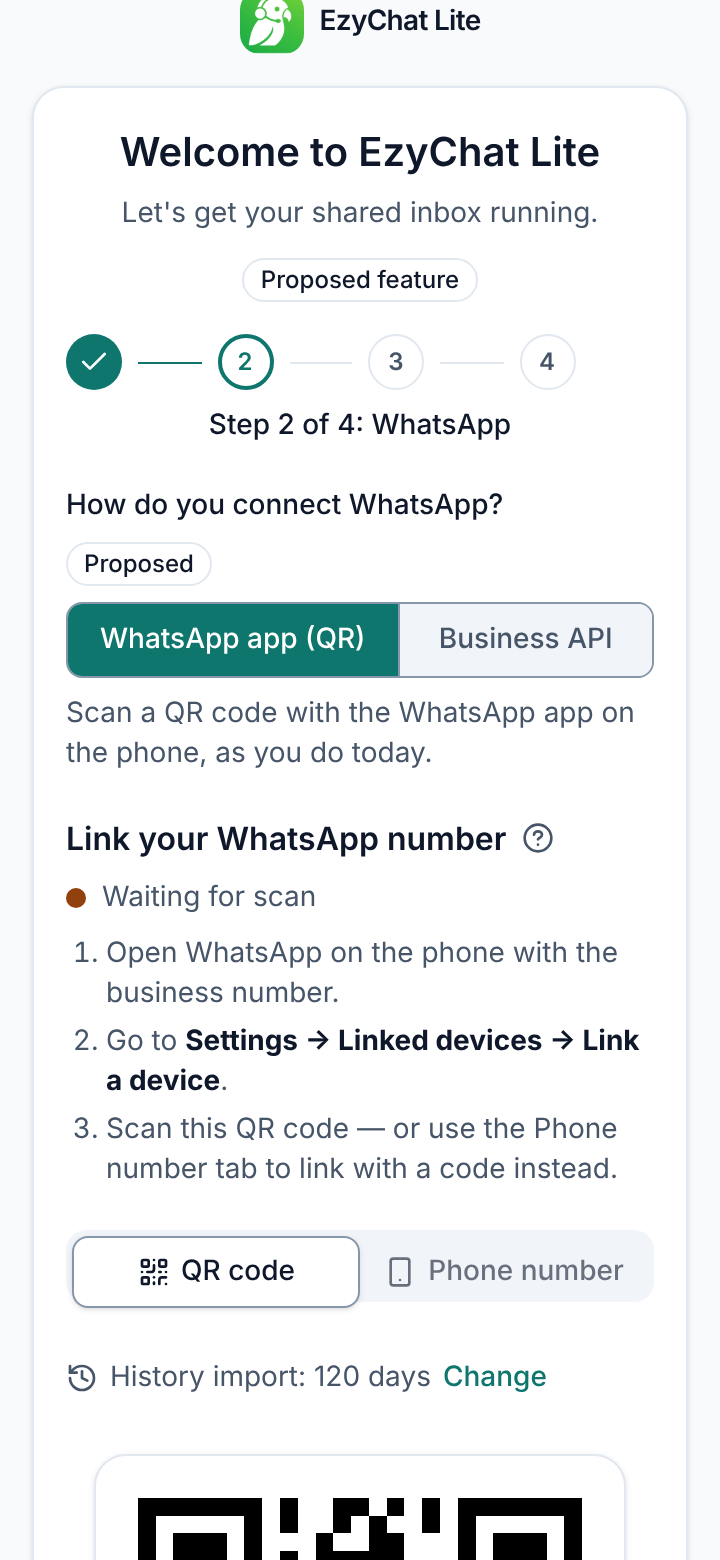 EzyChat Lite
Welcome to EzyChat Lite
Let's get your shared inbox running.
Proposed feature
2
3
4
Step 2 of 4: WhatsApp
How do you connect WhatsApp?
Proposed
WhatsApp app (QR)
Business API
Scan a QR code with the WhatsApp app on
the phone, as you do today.
Link your WhatsApp number
Waiting for scan
1. Open WhatsApp on the phone with the
business number.
2. Go to Settings → Linked devices → Link
a device.
3. Scan this QR code — or use the Phone
number tab to link with a code instead.
QR code
Phone number
History import: 120 days Change